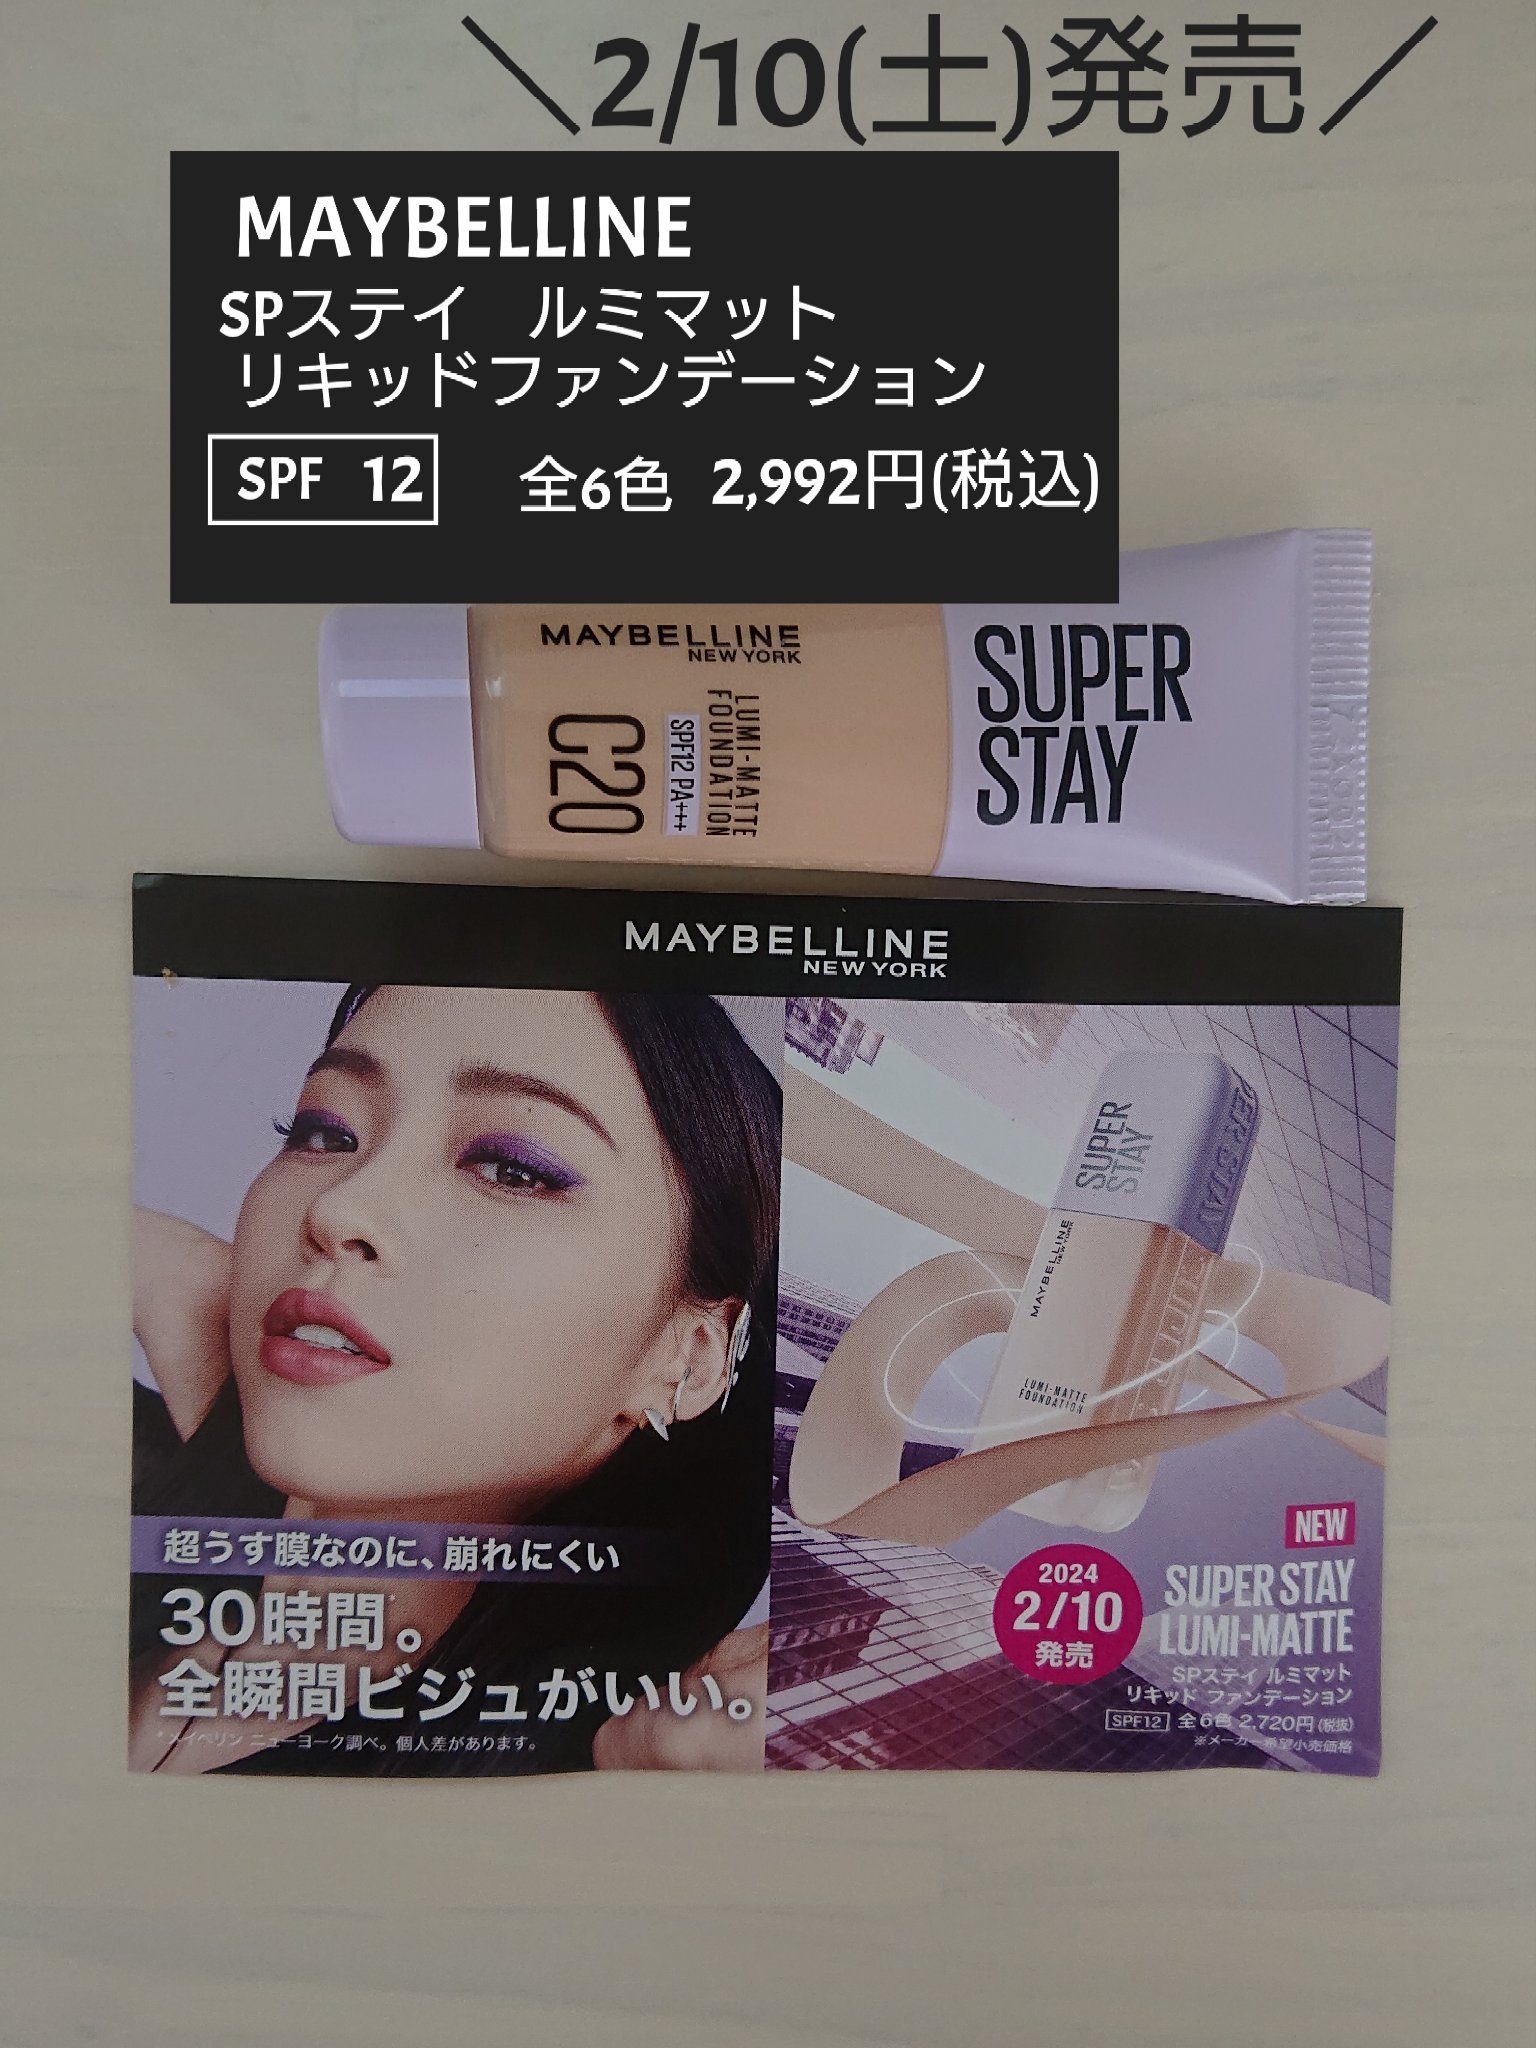 ＼2/10(土)発売／
MAYBELLINE
SPステイ ルミマット
リキッドファンデーション
SPF 12 全6色 2,992円(税込)
MAYBELLINE
NEW YORK
LUMI-MATTE
FOUNDATION
SPF12 PA+++
C20
SUPER
STAY
MAYBELLINE
NEW YORK
SUPER
STAY
MAYBELLINE
NEW YORK
LUMI-MATTE
FOUNDATION
超うす膜なのに、崩れにくい
30時間*。
全瞬間ビジュがいい。
*メイベリン ニューヨーク調べ。個人差があります。
NEW
2024
2/10
発売
SUPER STAY
LUMI-MATTE
SPステイ ルミマット
リキッド ファンデーション
SPF12 全6色 2,720円(税抜)
※メーカー希望小売価格